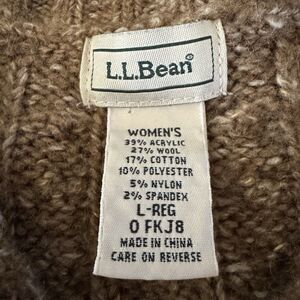 L.L.Bean®
WOMEN'S
39% ACRYLIC
27% WOOL
17% COTTON
10% POLYESTER
5% NYLON
2% SPANDEX
L-REG
0 FKJ8
MADE IN CHINA
CARE ON REVERSE